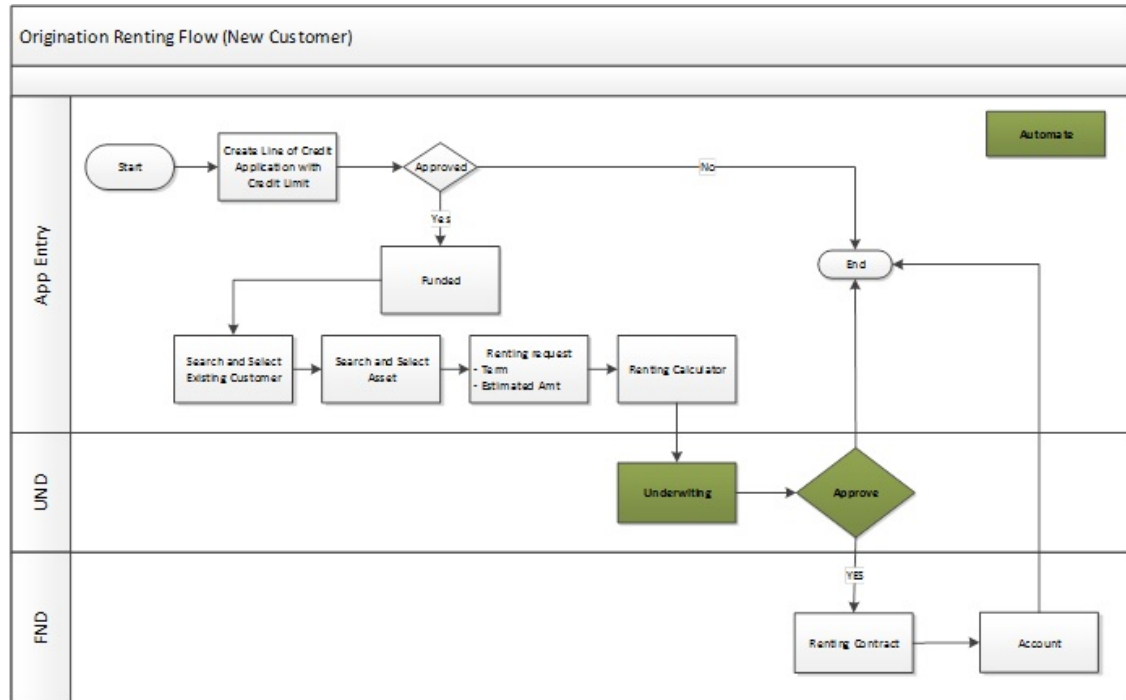 Origination Renting Flow (New Customer)
App Entry
Automate
Start
Create Line of Credit
Application with
Credit Limit
Approved
No
Yes
Funded
End
Search and Select
Existing Customer
Search and Select
Asset
Renting request
- Term
- Estimated Amt
Renting Calculator
UND
Underwiting
Approve
YES
FND
Renting Contract
Account